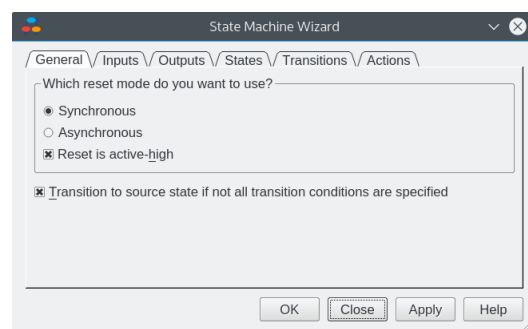 State Machine Wizard
General Inputs Outputs States Transitions Actions
Which reset mode do you want to use?
Synchronous
Asynchronous
Reset is active-high
Transition to source state if not all transition conditions are specified
OK Close Apply Help